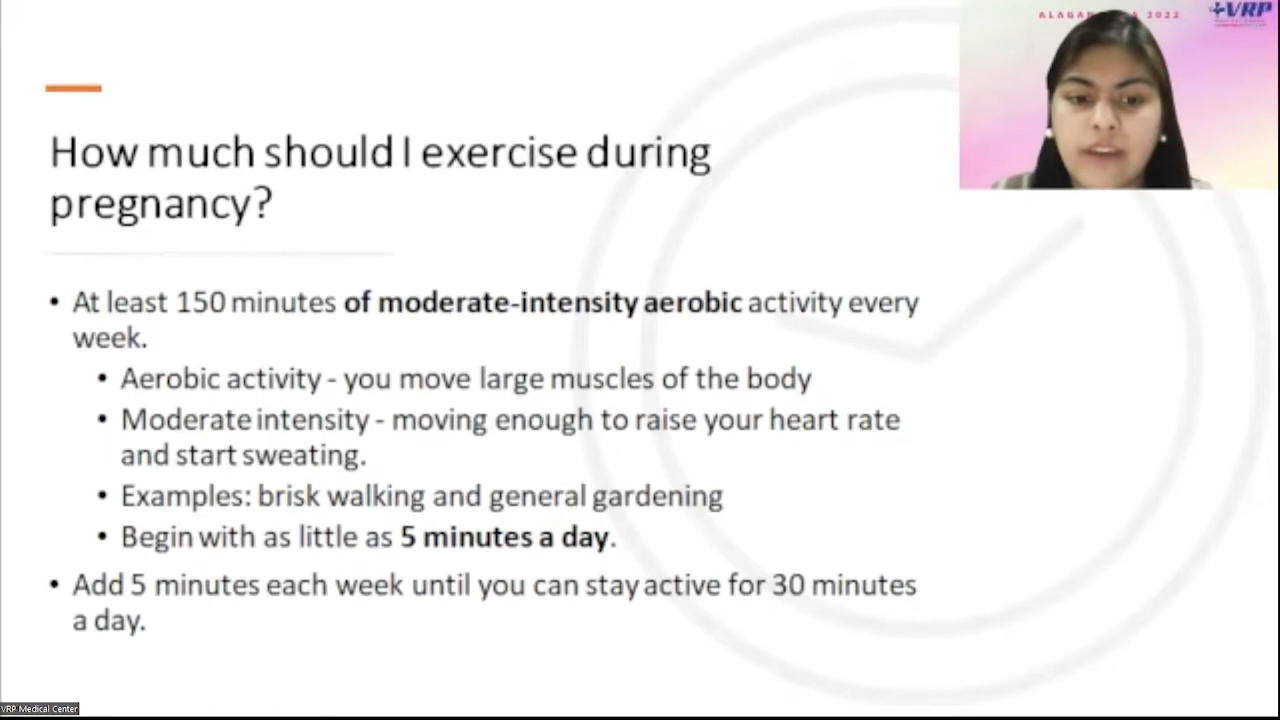 2022
VRP
How much should I exercise during
pregnancy?
• At least 150 minutes of moderate-intensity aerobic activity every
week.
• Aerobic activity - you move large muscles of the body
• Moderate intensity - moving enough to raise your heart rate
and start sweating.
• Examples: brisk walking and general gardening
• Begin with as little as 5 minutes a day.
• Add 5 minutes each week until you can stay active for 30 minutes
a day.
VRP Medical Center